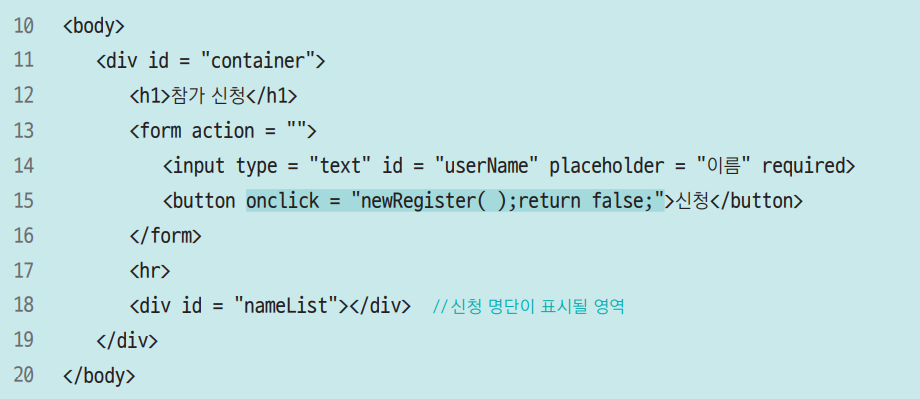 10 <body>
11 <div id = "container">
12 <h1>참가 신청</h1>
13 <form action = "">
14 <input type = "text" id = "userName" placeholder = "이름" required>
15 <button onclick = "newRegister( );return false;">신청</button>
16 </form>
17 <hr>
18 <div id = "nameList"></div> //신청 명단이 표시될 영역
19 </div>
20 </body>